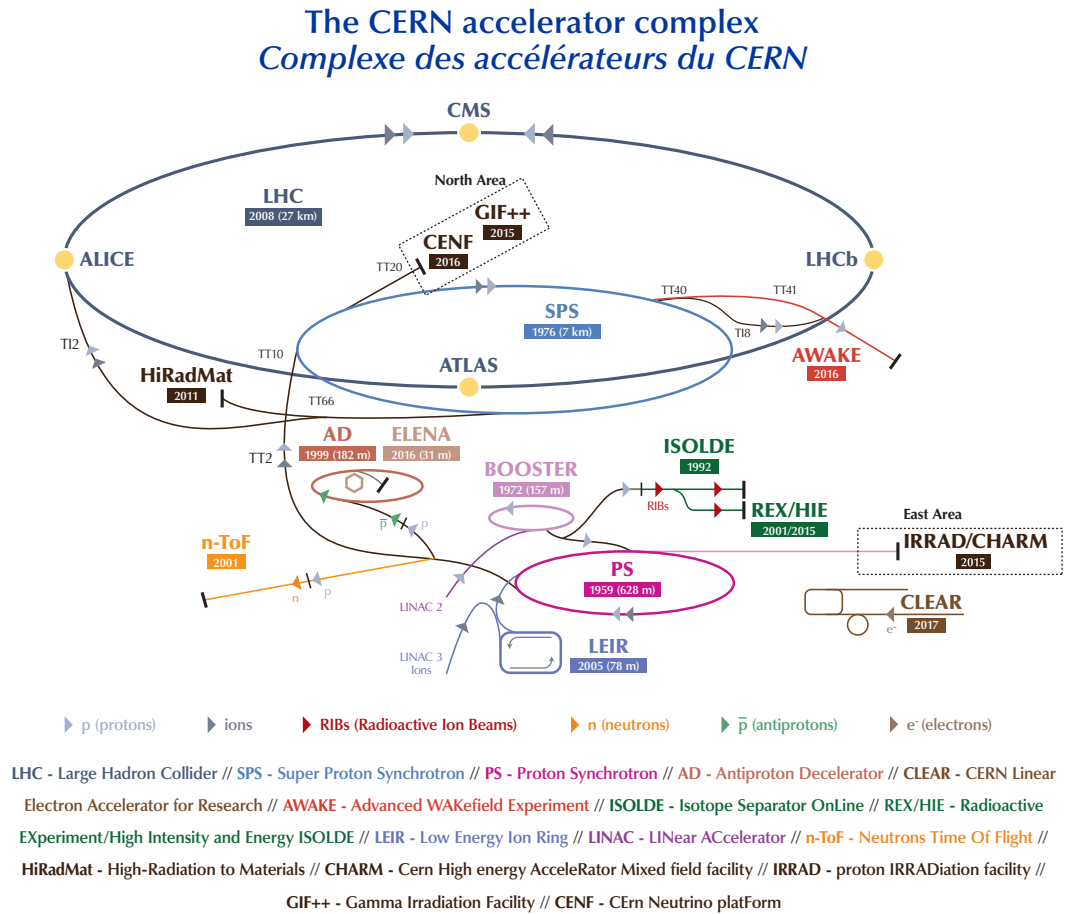 The CERN accelerator complex
Complexe des accélérateurs du CERN
CMS
North Area
LHC
2008 (27 km)
GIF++
2015
CENF
2016
TT20
ALICE
LHCb
TT40
TT41
SPS
1976 (7 km)
TI8
TI2
TT10
AWAKE
2016
ATLAS
HiRadMat
2011
TT66
AD
1999 (182 m)
ELENA
2016 (31 m)
TT2
ISOLDE
1992
BOOSTER
1972 (157 m)
RIBs
REX/HIE
2001/2015
p̅
p
East Area
IRRAD/CHARM
2015
n-ToF
2001
n
p
PS
1959 (628 m)
LINAC 2
CLEAR
2017
e-
LEIR
2005 (78 m)
LINAC 3
Ions
p (protons)
ions
RIBs (Radioactive Ion Beams)
n (neutrons)
p̅ (antiprotons)
e- (electrons)
LHC - Large Hadron Collider // SPS - Super Proton Synchrotron // PS - Proton Synchrotron // AD - Antiproton Decelerator // CLEAR - CERN Linear
Electron Accelerator for Research // AWAKE - Advanced WAKefield Experiment // ISOLDE - Isotope Separator OnLine // REX/HIE - Radioactive
EXperiment/High Intensity and Energy ISOLDE // LEIR - Low Energy Ion Ring // LINAC - LINear ACcelerator // n-ToF - Neutrons Time Of Flight //
HiRadMat - High-Radiation to Materials // CHARM - Cern High energy AcceleRator Mixed field facility // IRRAD - proton IRRADiation facility //
GIF++ - Gamma Irradiation Facility // CENF - CErn Neutrino platForm